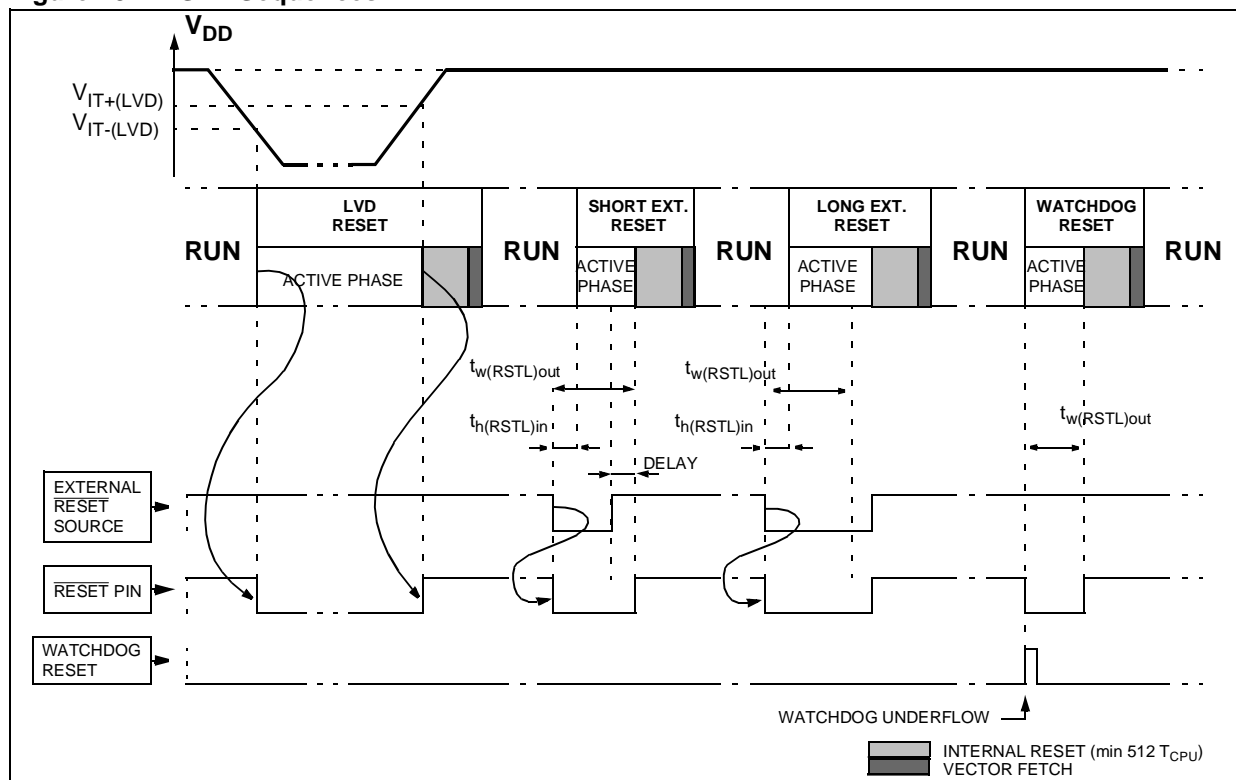 V_DD
V_IT+(LVD)
V_IT-(LVD)
LVD
RESET
SHORT EXT.
RESET
LONG EXT.
RESET
WATCHDOG
RESET
RUN
ACTIVE PHASE
RUN
ACTIVE
PHASE
RUN
ACTIVE
PHASE
RUN
ACTIVE
PHASE
RUN
t_w(RSTL)out
t_w(RSTL)out
t_h(RSTL)in
t_h(RSTL)in
t_w(RSTL)out
DELAY
EXTERNAL
RESET
SOURCE
RESET PIN
WATCHDOG
RESET
WATCHDOG UNDERFLOW
INTERNAL RESET (min 512 T_CPU)
VECTOR FETCH